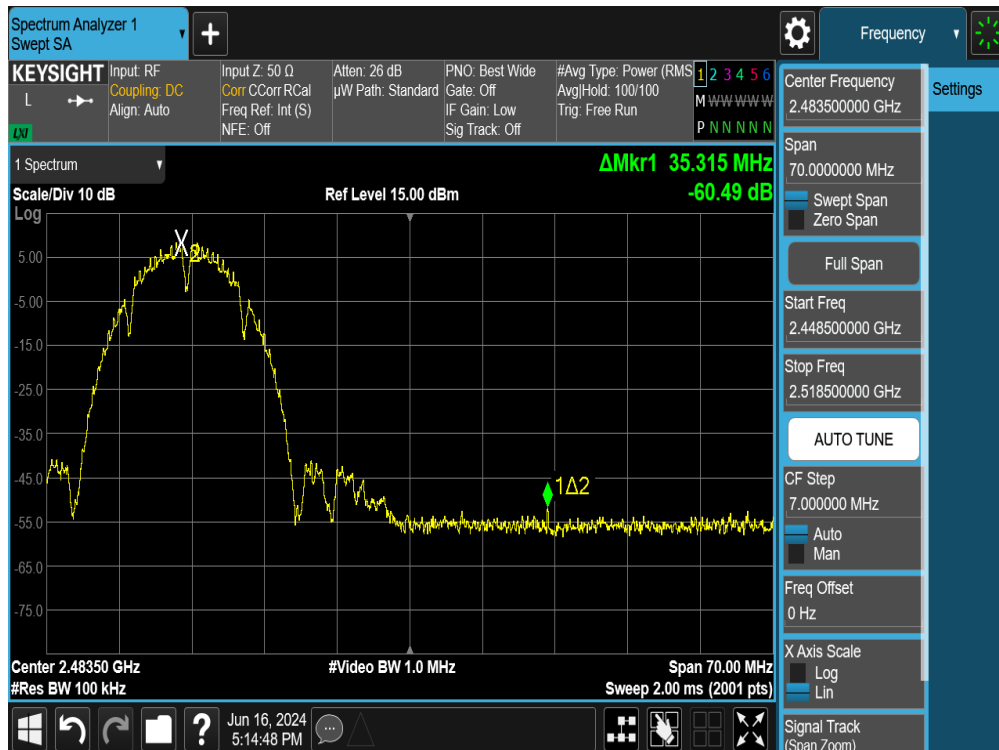 Spectrum Analyzer 1
Swept SA
+
Frequency
KEYSIGHT
L
LXI
Input: RF
Coupling: DC
Align: Auto
Input Z: 50 Ω
Corr CCorr RCal
Freq Ref: Int (S)
NFE: Off
Atten: 26 dB
µW Path: Standard
PNO: Best Wide
Gate: Off
IF Gain: Low
Sig Track: Off
#Avg Type: Power (RMS
Avg|Hold: 100/100
Trig: Free Run
1 2 3 4 5 6
M W W W W W
P N N N N N
1 Spectrum
ΔMkr1 35.315 MHz
-60.49 dB
Scale/Div 10 dB
Ref Level 15.00 dBm
Log
5.00
-5.00
-15.0
-25.0
-35.0
-45.0
-55.0
-65.0
-75.0
X2
1Δ2
Center 2.48350 GHz
#Video BW 1.0 MHz
Span 70.00 MHz
#Res BW 100 kHz
Sweep 2.00 ms (2001 pts)
Jun 16, 2024
5:14:48 PM
?
Center Frequency
2.483500000 GHz
Settings
Span
70.0000000 MHz
Swept Span
Zero Span
Full Span
Start Freq
2.448500000 GHz
Stop Freq
2.518500000 GHz
AUTO TUNE
CF Step
7.000000 MHz
Auto
Man
Freq Offset
0 Hz
X Axis Scale
Log
Lin
Signal Track
(Span Zoom)